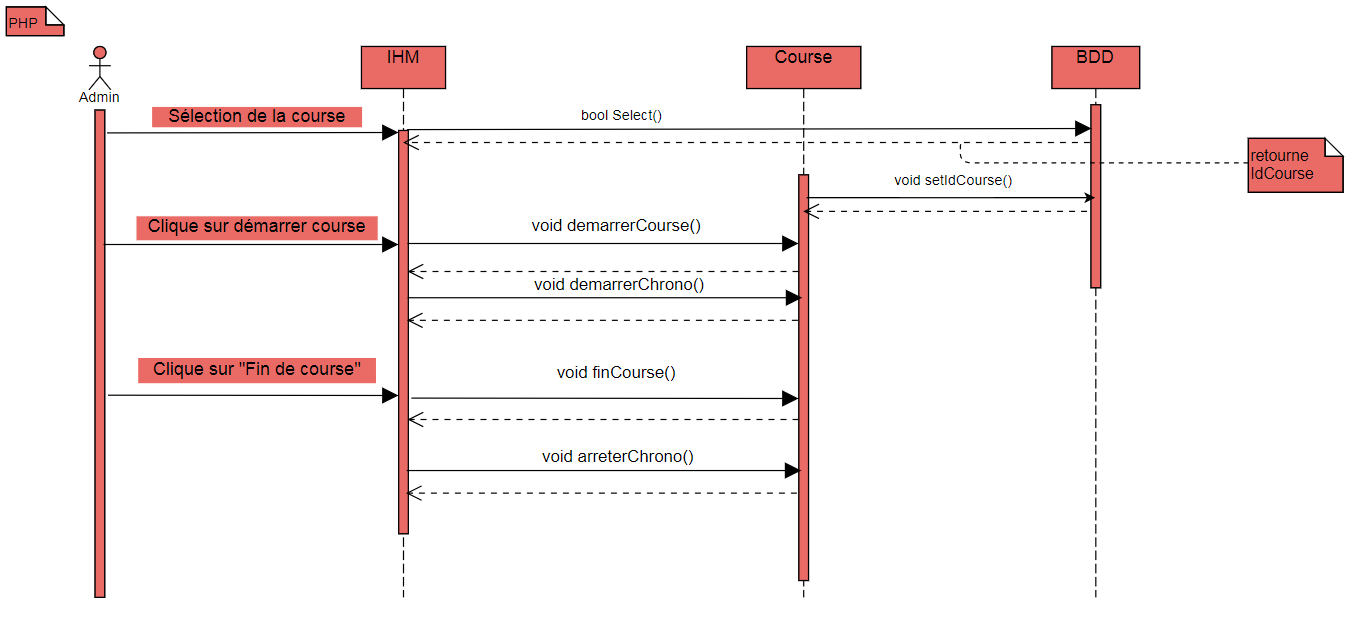 PHP
IHM
Course
BDD
Admin
Sélection de la course
bool Select()
retourne
IdCourse
void setIdCourse()
Clique sur démarrer course
void demarrerCourse()
void demarrerChrono()
Clique sur "Fin de course"
void finCourse()
void arreterChrono()